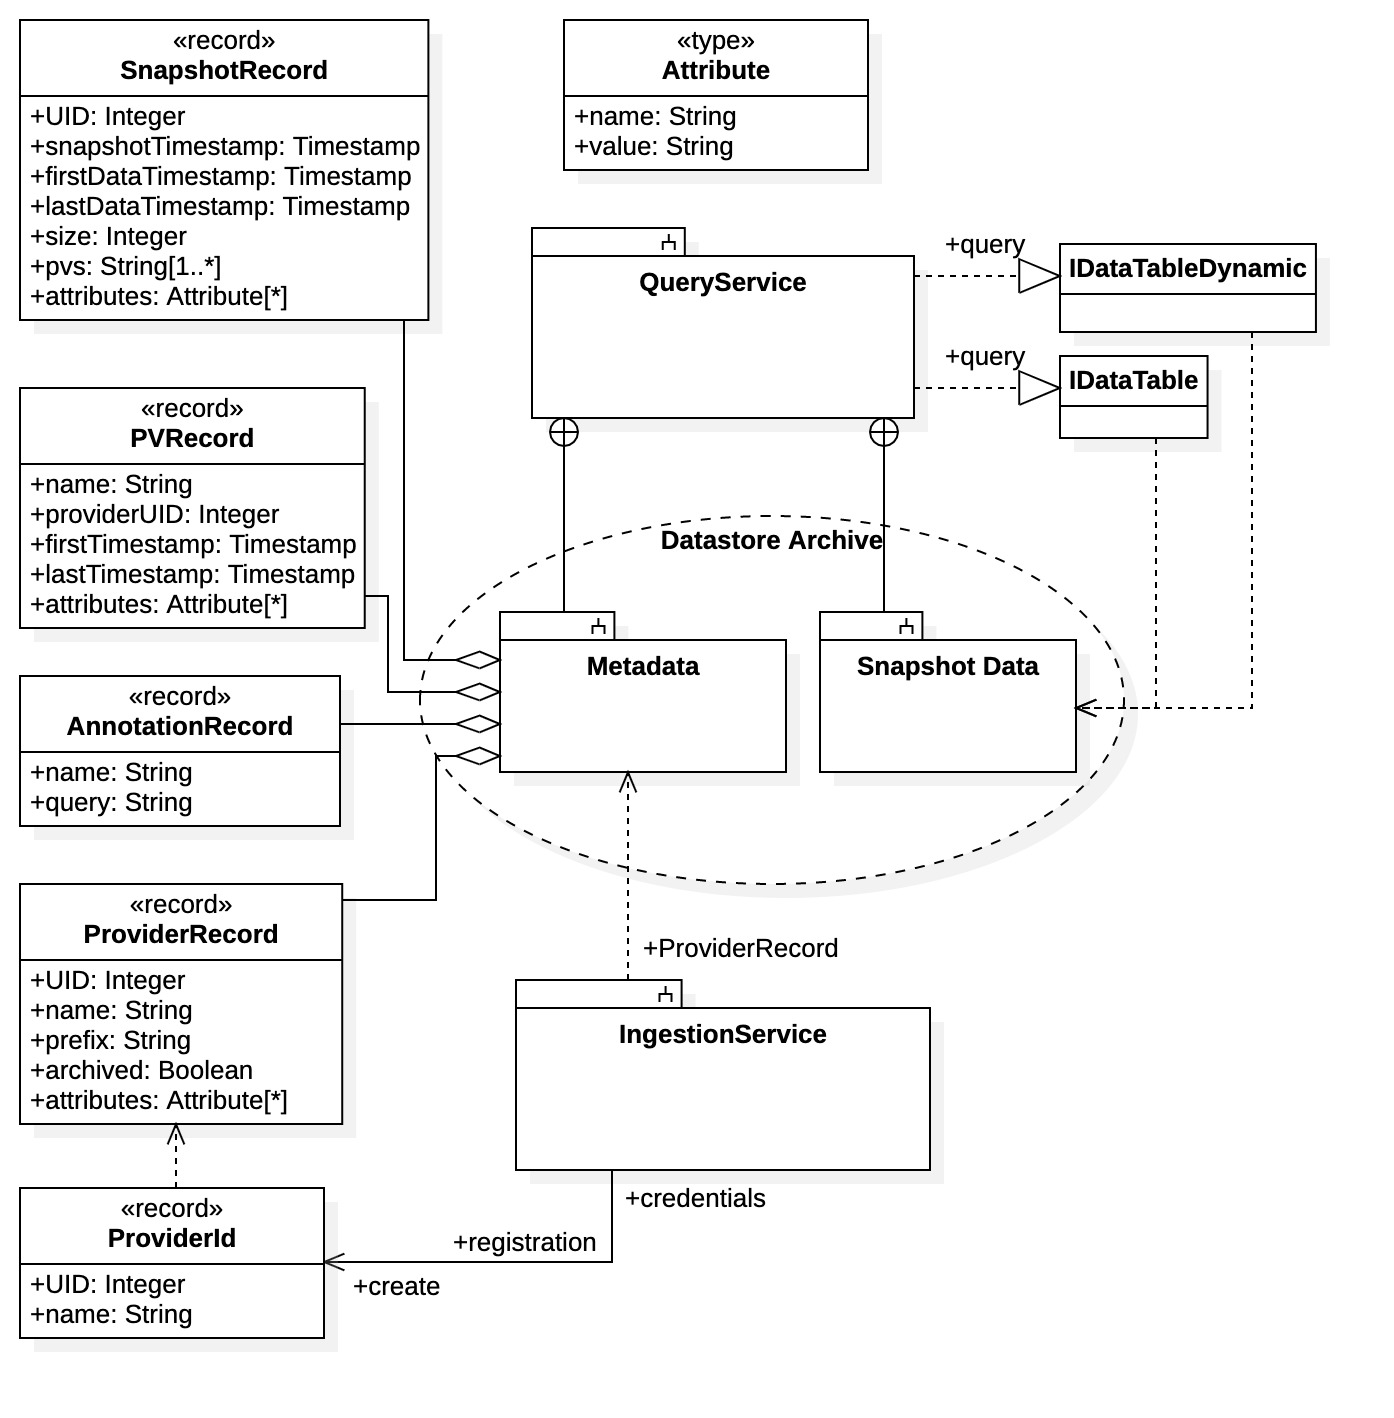 «record»
SnapshotRecord
+UID: Integer
+snapshotTimestamp: Timestamp
+firstDataTimestamp: Timestamp
+lastDataTimestamp: Timestamp
+size: Integer
+pvs: String[1..*]
+attributes: Attribute[*]
«type»
Attribute
+name: String
+value: String
QueryService
+query
IDataTableDynamic
+query
IDataTable
«record»
PVRecord
+name: String
+providerUID: Integer
+firstTimestamp: Timestamp
+lastTimestamp: Timestamp
+attributes: Attribute[*]
Datastore Archive
Metadata
Snapshot Data
«record»
AnnotationRecord
+name: String
+query: String
«record»
ProviderRecord
+UID: Integer
+name: String
+prefix: String
+archived: Boolean
+attributes: Attribute[*]
+ProviderRecord
IngestionService
+credentials
+registration
+create
«record»
ProviderId
+UID: Integer
+name: String